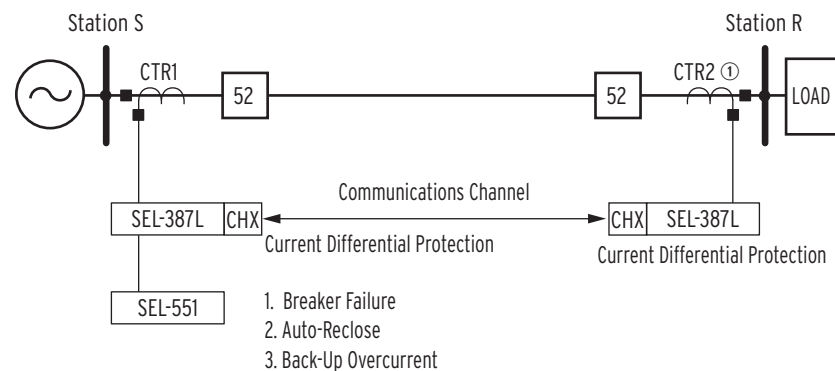 Station S
Station R
CTR1
CTR2 ①
52
52
LOAD
Communications Channel
SEL-387L
CHX
CHX
SEL-387L
Current Differential Protection
Current Differential Protection
SEL-551
1. Breaker Failure
2. Auto-Reclose
3. Back-Up Overcurrent